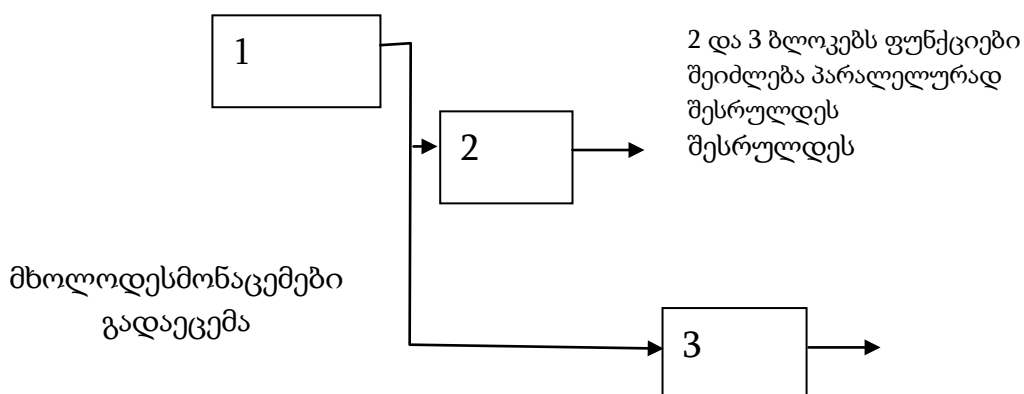 1
2 და 3 ბლოკებს ფუნქციები
შეიძლება პარალელურად
შესრულდეს
შესრულდეს
2
მხოლოდესმონაცემები
გადაეცემა
3